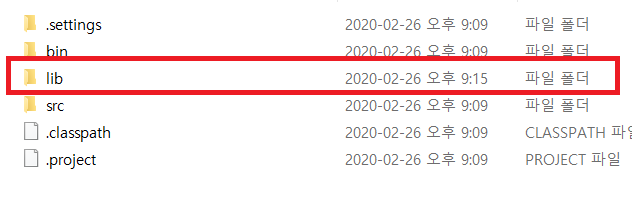 .settings 2020-02-26 오후 9:09 파일 폴더
bin 2020-02-26 오후 9:09 파일 폴더
lib 2020-02-26 오후 9:15 파일 폴더
src 2020-02-26 오후 9:09 파일 폴더
.classpath 2020-02-26 오후 9:09 CLASSPATH 파일
.project 2020-02-26 오후 9:09 PROJECT 파일